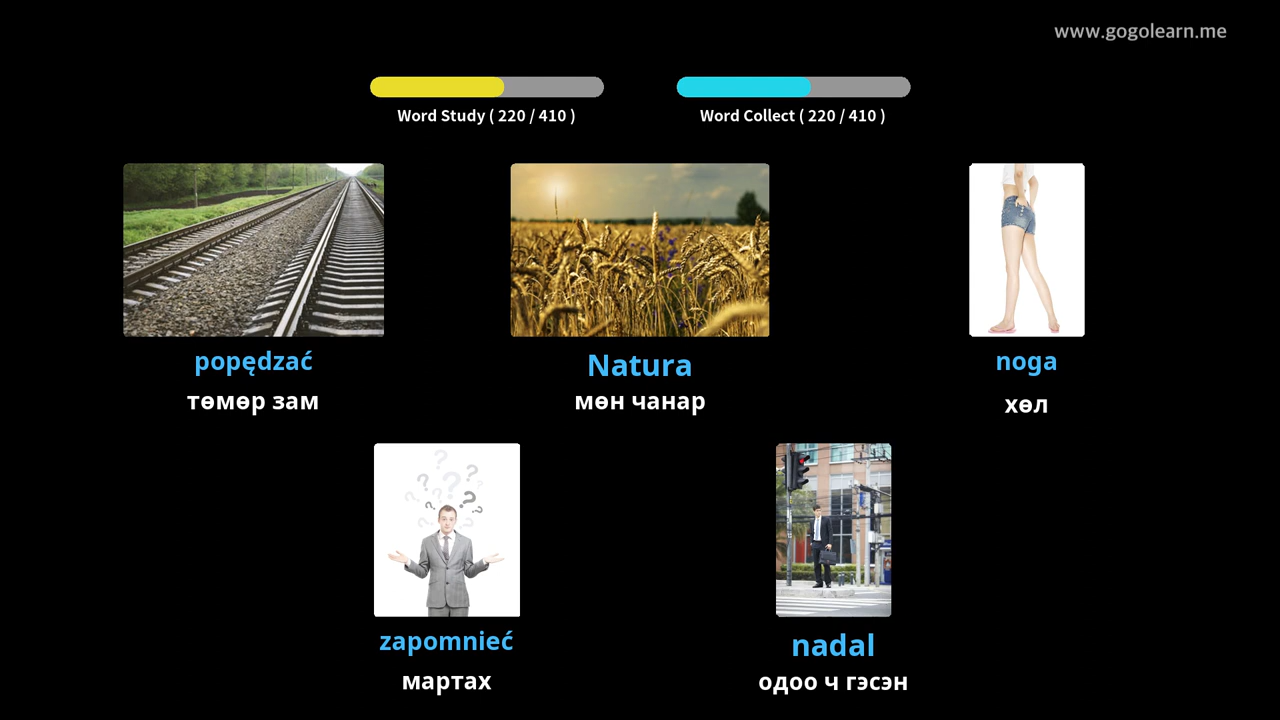 www.gogolearn.me
Word Study ( 220 / 410 )
Word Collect ( 220 / 410 )
popędzać
төмөр зам
Natura
мөн чанар
noga
хөл
zapomnieć
мартах
nadal
одоо ч гэсэн